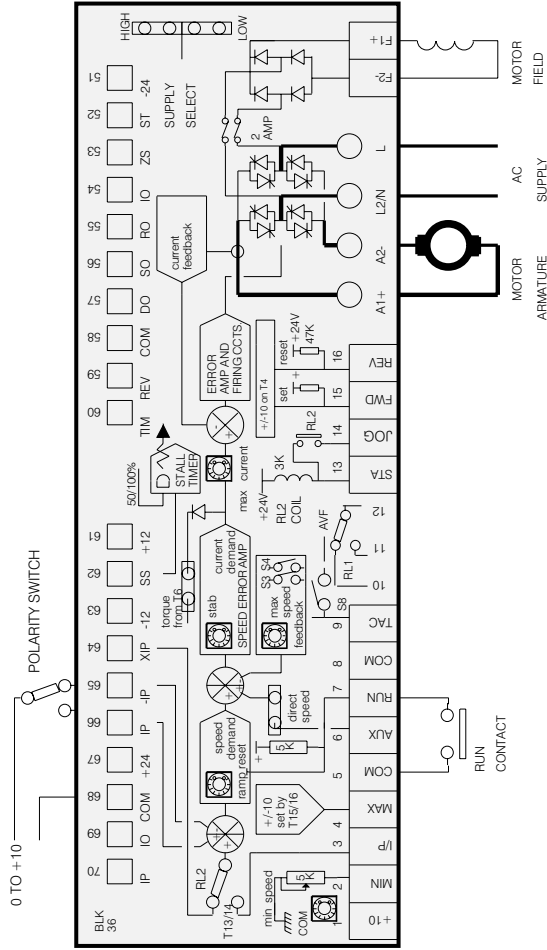 HIGH
LOW
SUPPLY
SELECT
51
-24
52
ST
53
ZS
54
IO
55
RO
56
SO
57
DO
58
COM
59
REV
60
TIM
61
+12
62
SS
63
-12
64
XIP
65
-IP
66
IP
67
+24
68
COM
69
IO
70
IP
BLK
36
POLARITY SWITCH
0 TO +10
current
feedback
2
AMP
50/100%
STALL
TIMER
torque
from T6
ERROR
AMP AND
FIRING CCTS.
+/-10 on T4
reset
+24V
47K
set
+
max current
current
demand
stab
SPEED ERROR AMP
S3 S4
max
speed
feedback
S8
direct
speed
speed
demand
ramp reset
+
5
K
+/-10
set by
T15/16
RL2
T13/14
min speed
COM
5
K
+24V
3K
RL2
COIL
RL2
AVF
RL1
F1+
F2-
L
L2/N
A2-
A1+
16
REV
15
FWD
14
JOG
13
STA
12
11
10
9
TAC
8
COM
7
RUN
6
AUX
5
COM
4
MAX
3
I/P
2
MIN
1
+10
MOTOR
FIELD
AC
SUPPLY
MOTOR
ARMATURE
RUN
CONTACT